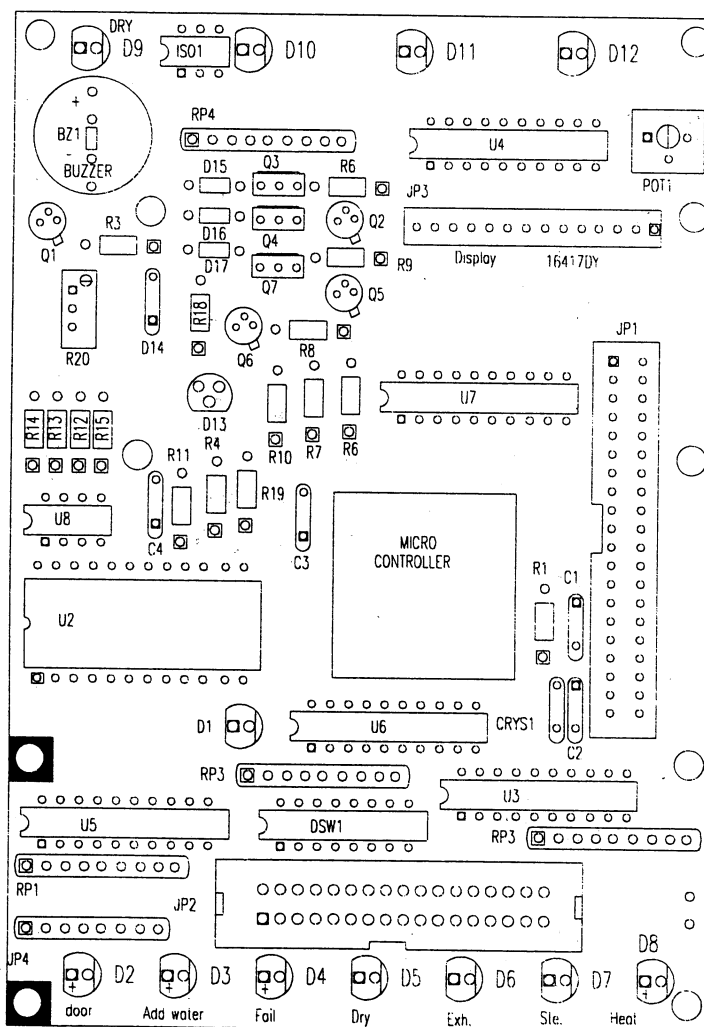 DRY
D9
ISO1
D10
D11
D12
+
BZ1
-
BUZZER
RP4
U4
POT1
D15
Q3
R6
JP3
D16
Q4
Q2
Q1
R3
D17
Q7
R9
Display
16417DY
Q5
R20
D14
R18
Q6
R8
JP1
D13
U7
R14
R13
R12
R15
R11
R4
R10
R7
R6
R19
U8
C4
C3
MICRO
CONTROLLER
R1
C1
U2
D1
U6
CRYS1
C2
RP3
U3
U5
DSW1
RP3
RP1
JP2
JP4
D2
D3
D4
D5
D6
D7
D8
+
+
+
+
door
Add water
Fail
Dry
Exh.
Ste.
Heat